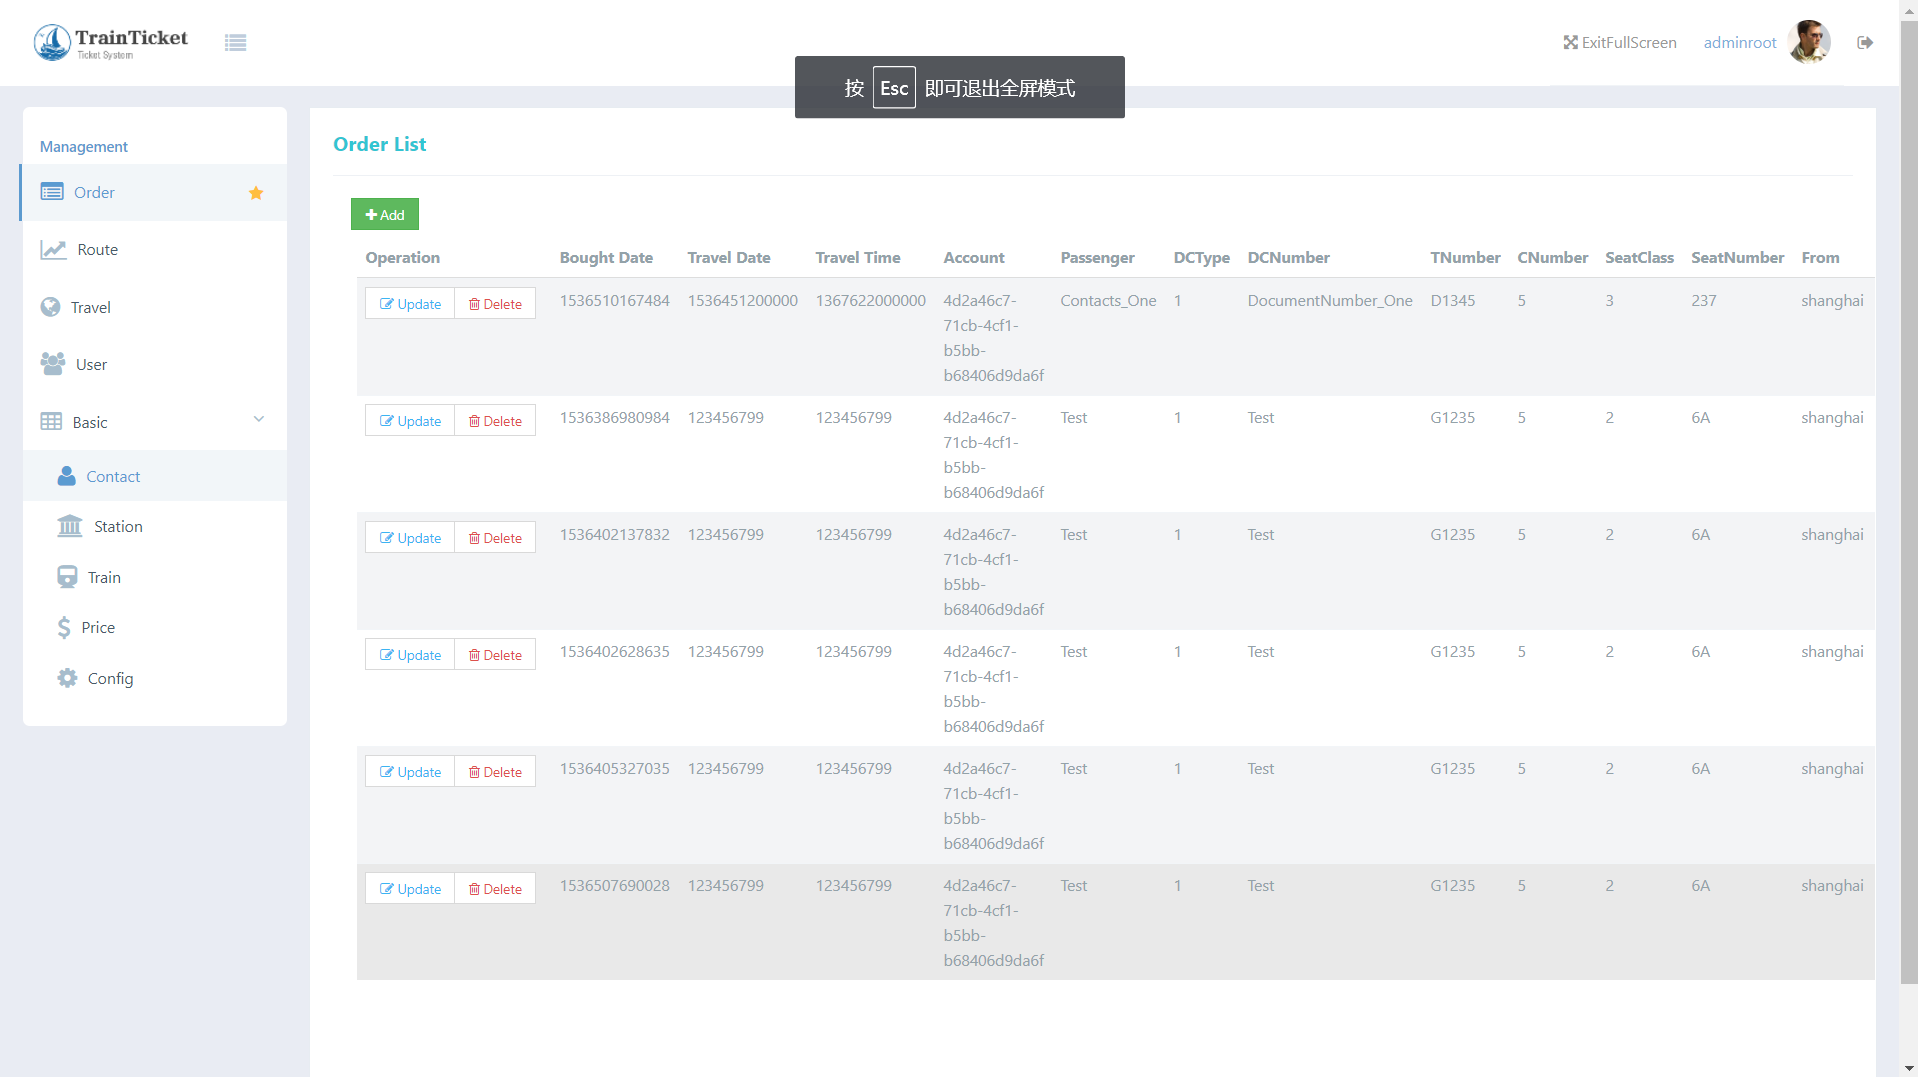 TrainTicket
Ticket System
ExitFullScreen adminroot
按 Esc 即可退出全屏模式
Management
Order
Route
Travel
User
Basic
Contact
Station
Train
Price
Config
Order List
Add
Operation Bought Date Travel Date Travel Time Account Passenger DCType DCNumber TNumber CNumber SeatClass SeatNumber From
Update Delete 1536510167484 1536451200000 1367622000000 4d2a46c7- Contacts_One 1 DocumentNumber_One D1345 5 3 237 shanghai
71cb-4cf1-
b5bb-
b68406d9da6f
Update Delete 1536386980984 123456799 123456799 4d2a46c7- Test 1 Test G1235 5 2 6A shanghai
71cb-4cf1-
b5bb-
b68406d9da6f
Update Delete 1536402137832 123456799 123456799 4d2a46c7- Test 1 Test G1235 5 2 6A shanghai
71cb-4cf1-
b5bb-
b68406d9da6f
Update Delete 1536402628635 123456799 123456799 4d2a46c7- Test 1 Test G1235 5 2 6A shanghai
71cb-4cf1-
b5bb-
b68406d9da6f
Update Delete 1536405327035 123456799 123456799 4d2a46c7- Test 1 Test G1235 5 2 6A shanghai
71cb-4cf1-
b5bb-
b68406d9da6f
Update Delete 1536507690028 123456799 123456799 4d2a46c7- Test 1 Test G1235 5 2 6A shanghai
71cb-4cf1-
b5bb-
b68406d9da6f